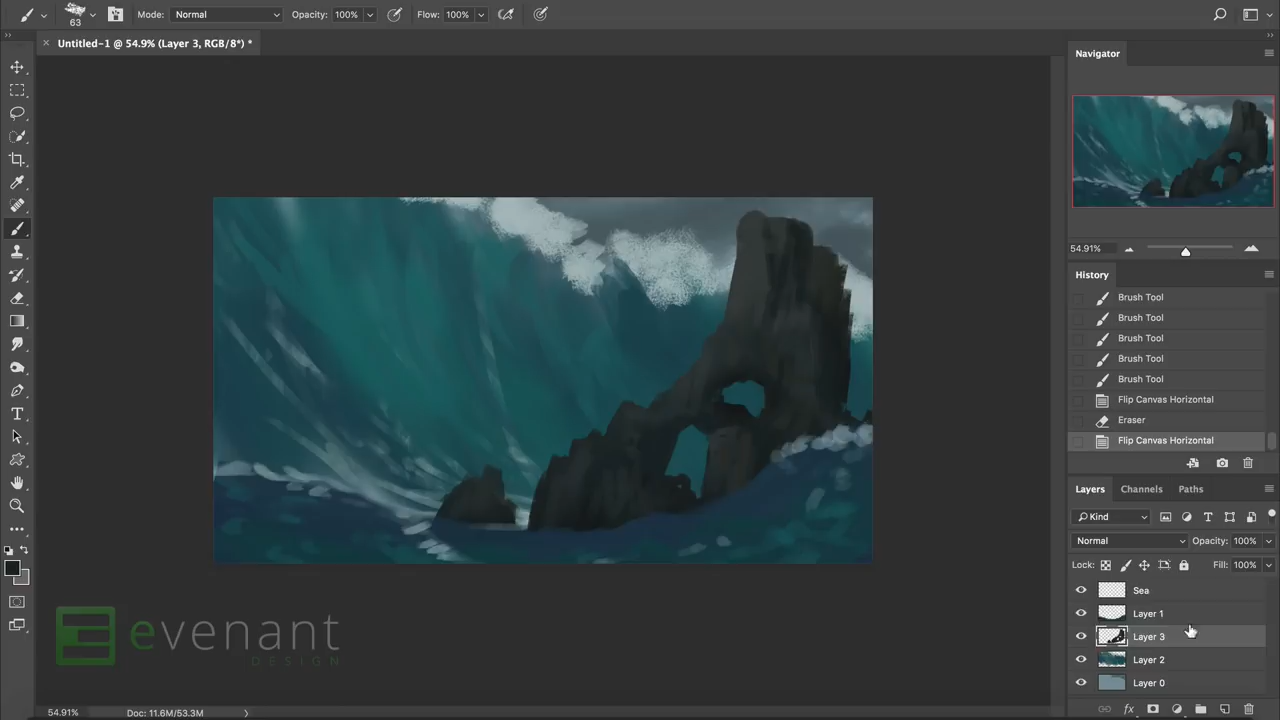 63
Mode: Normal
Opacity: 100%
Flow: 100%
Untitled-1 @ 54.9% (Layer 3, RGB/8*) *
Navigator
54.91%
History
Brush Tool
Brush Tool
Brush Tool
Brush Tool
Brush Tool
Flip Canvas Horizontal
Eraser
Flip Canvas Horizontal
Layers
Channels
Paths
Kind
Normal
Opacity: 100%
Lock:
Fill: 100%
Sea
Layer 1
Layer 3
Layer 2
Layer 0
fx
evenant
DESIGN
54.91%
Doc: 11.6M/53.3M